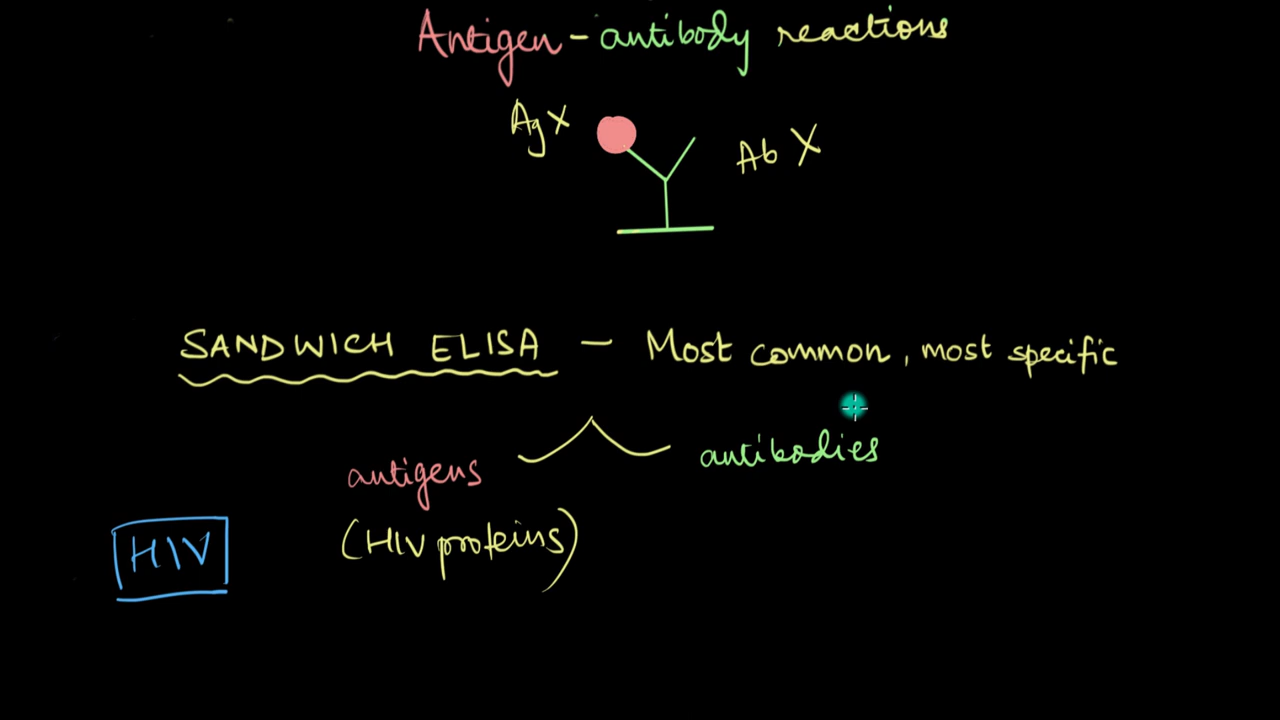 Antigen - antibody reactions
Ag X
Ab X
SANDWICH ELISA - Most common, most specific
antigens
antibodies
(HIV proteins)
HIV